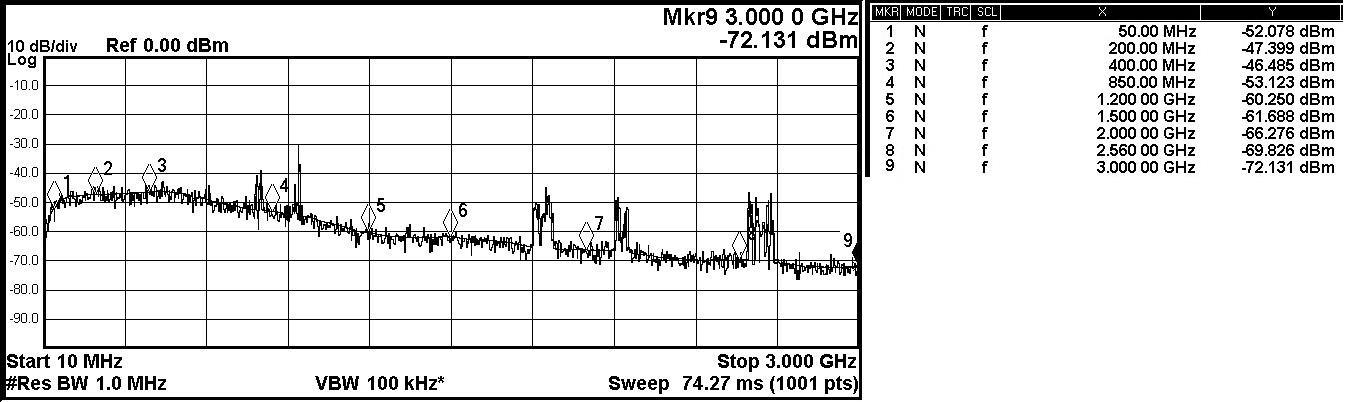 Mkr9 3.000 0 GHz
-72.131 dBm
10 dB/div Ref 0.00 dBm
Log
-10.0
-20.0
-30.0
-40.0
-50.0
-60.0
-70.0
-80.0
-90.0
1
2
3
4
5
6
7
8
9
Start 10 MHz Stop 3.000 GHz
#Res BW 1.0 MHz VBW 100 kHz* Sweep 74.27 ms (1001 pts)
MKR MODE TRC SCL X Y
1 N f 50.00 MHz -52.078 dBm
2 N f 200.00 MHz -47.399 dBm
3 N f 400.00 MHz -46.485 dBm
4 N f 850.00 MHz -53.123 dBm
5 N f 1.200 00 GHz -60.250 dBm
6 N f 1.500 00 GHz -61.688 dBm
7 N f 2.000 00 GHz -66.276 dBm
8 N f 2.560 00 GHz -69.826 dBm
9 N f 3.000 00 GHz -72.131 dBm